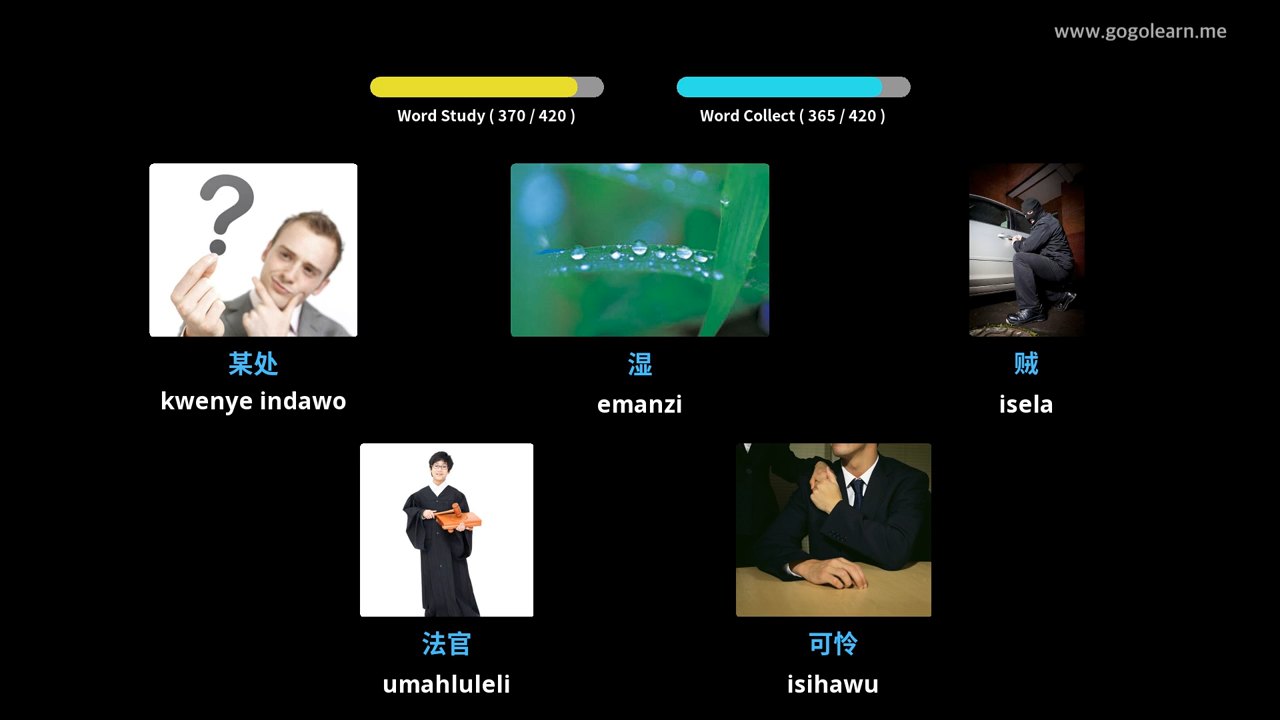 www.gogolearn.me
Word Study ( 370 / 420 )
Word Collect ( 365 / 420 )
某处
kwenye indawo
湿
emanzi
贼
isela
法官
umahluleli
可怜
isihawu